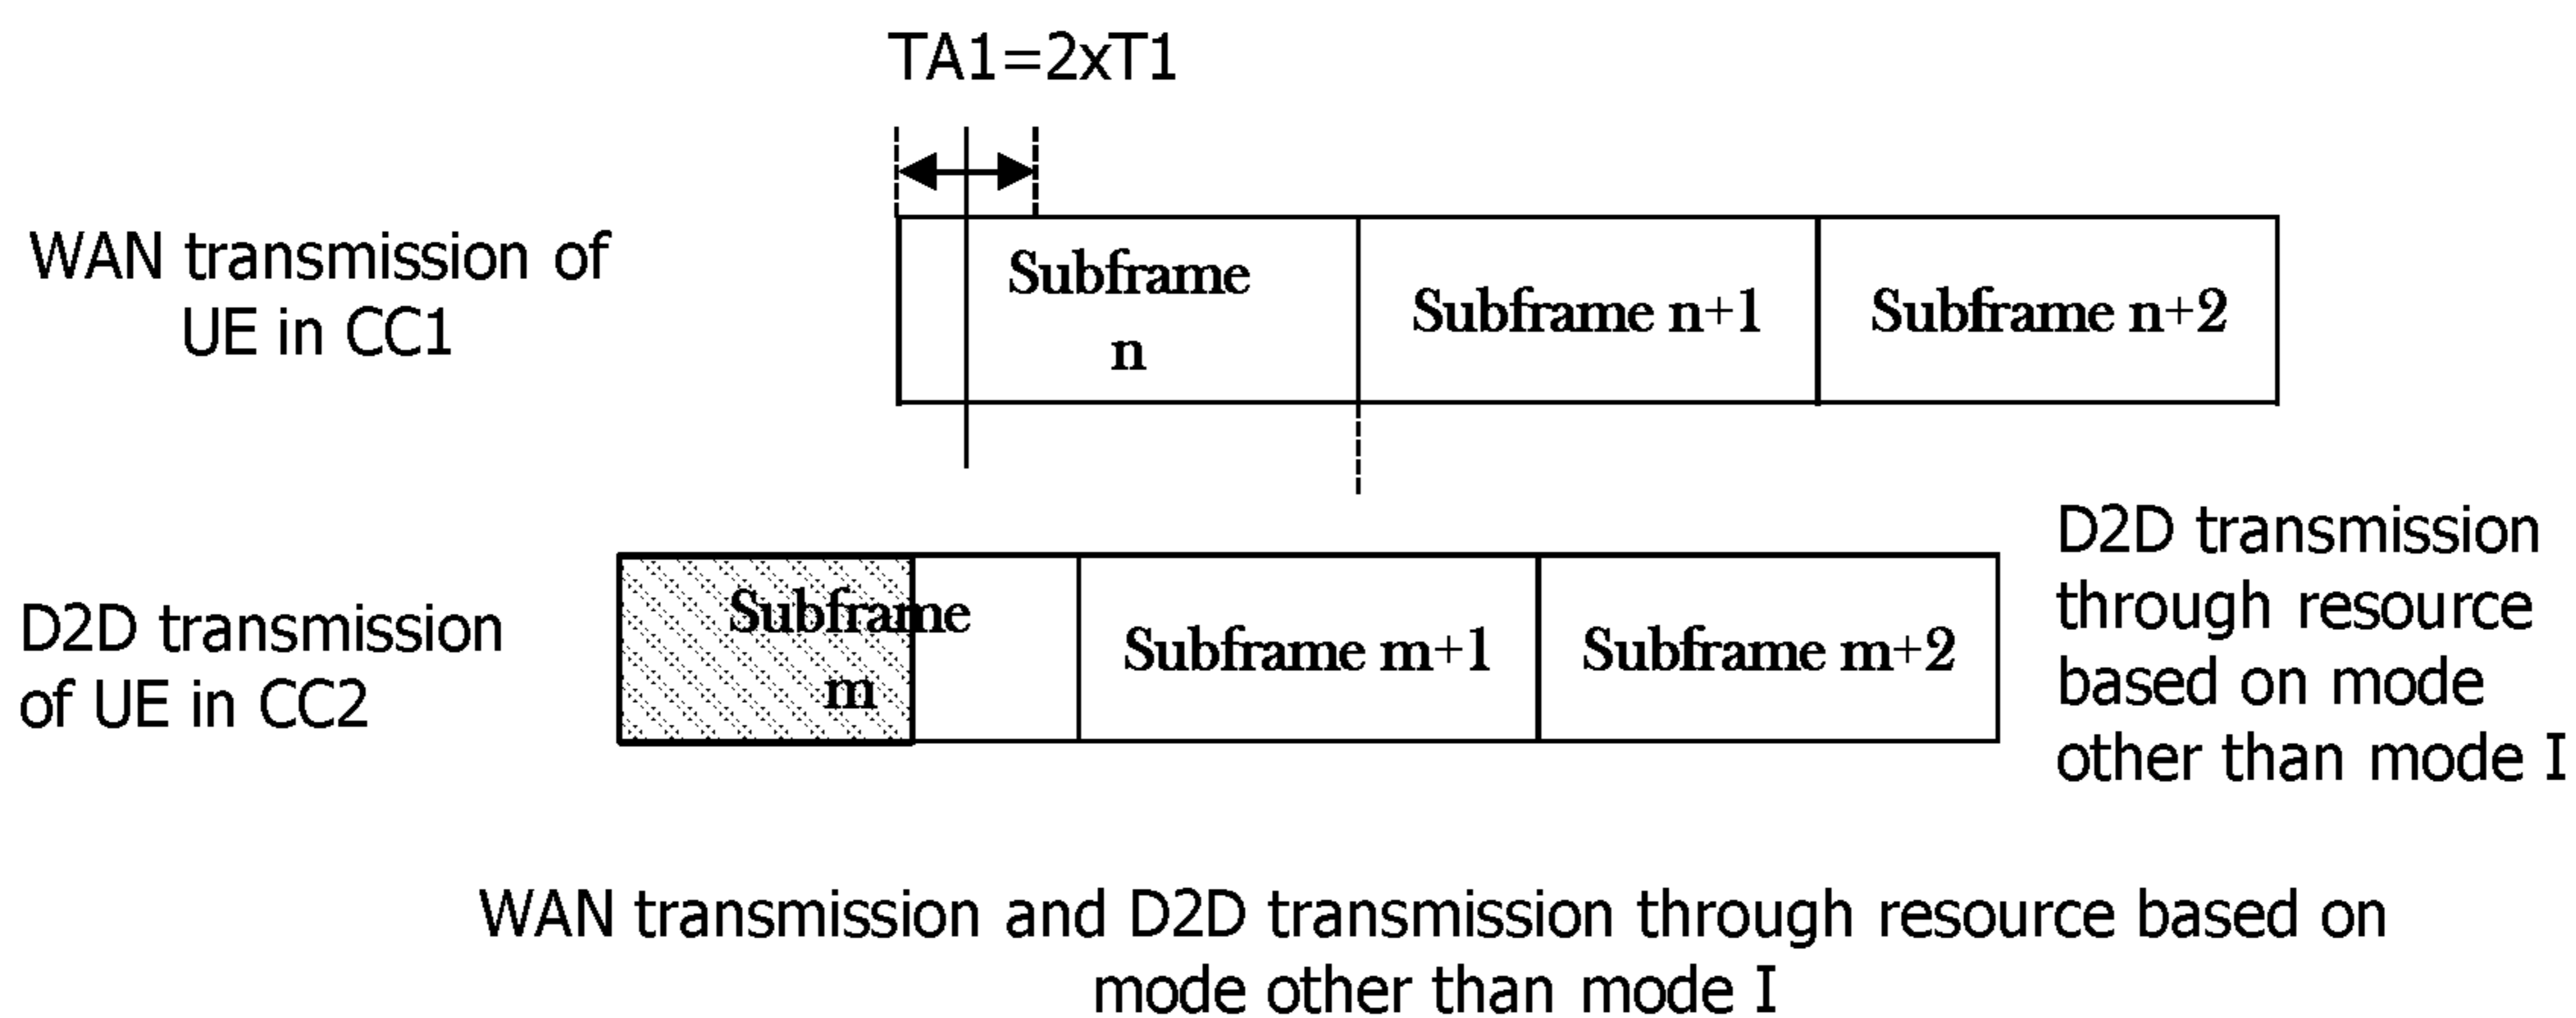 TA1=2xT1
WAN transmission of
UE in CC1
Subframe
n
Subframe n+1
Subframe n+2
D2D transmission
of UE in CC2
Subframe
m
Subframe m+1
Subframe m+2
D2D transmission
through resource
based on mode
other than mode I
WAN transmission and D2D transmission through resource based on
mode other than mode I